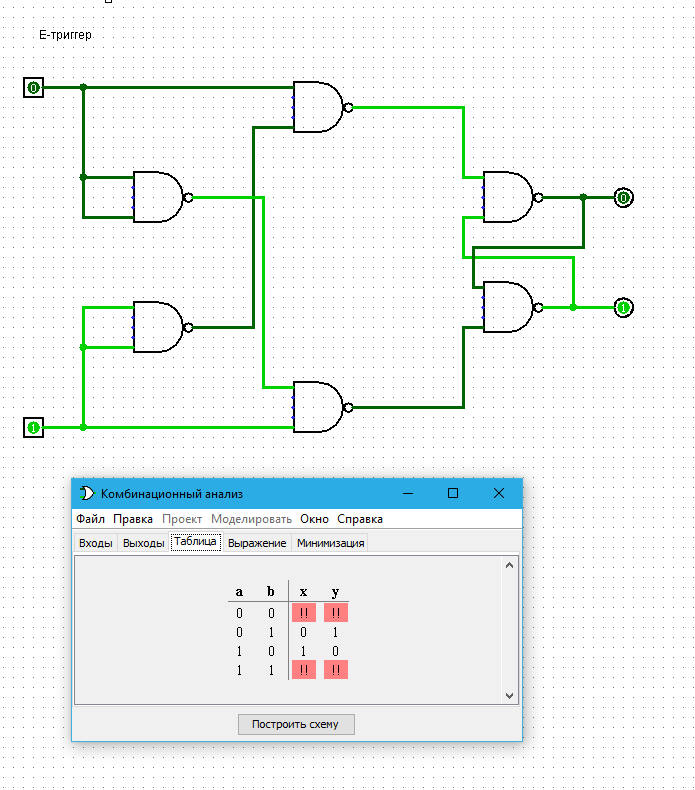 Е-триггер
0
0
1
1
Комбинационный анализ
Файл Правка Проект Моделировать Окно Справка
Входы Выходы Таблица Выражение Минимизация
a b x y
0 0 !! !!
0 1 0 1
1 0 1 0
1 1 !! !!
Построить схему